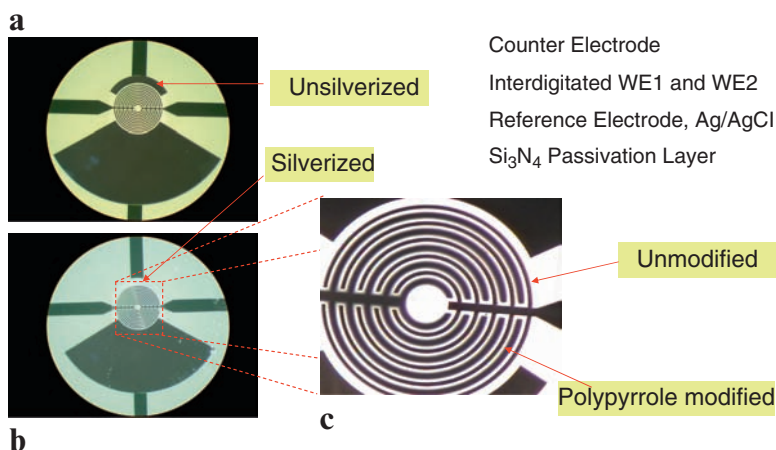 a
Unsilverized
Counter Electrode
Interdigitated WE1 and WE2
Reference Electrode, Ag/AgCl
Si₃N₄ Passivation Layer
Silverized
Unmodified
Polypyrrole modified
c
b